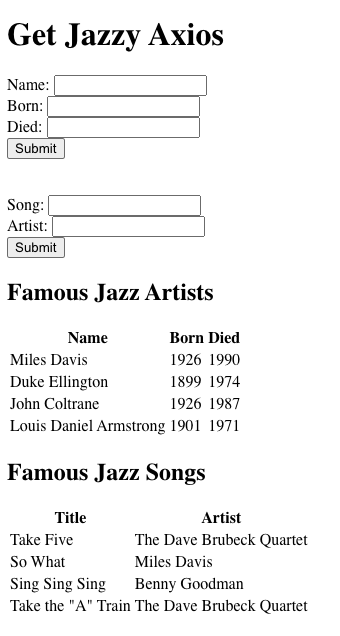 Get Jazzy Axios
Name:
Born:
Died:
Submit
Song:
Artist:
Submit
Famous Jazz Artists
Name Born Died
Miles Davis 1926 1990
Duke Ellington 1899 1974
John Coltrane 1926 1987
Louis Daniel Armstrong 1901 1971
Famous Jazz Songs
Title Artist
Take Five The Dave Brubeck Quartet
So What Miles Davis
Sing Sing Sing Benny Goodman
Take the "A" Train The Dave Brubeck Quartet